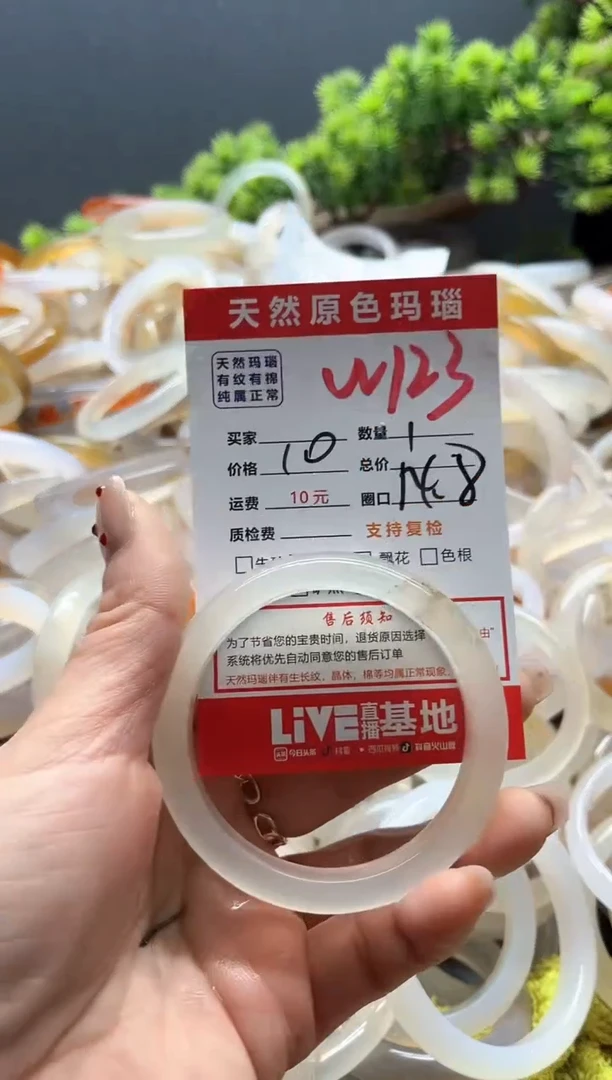 天然原色玛瑙
天然玛瑙
有纹有棉
纯属正常
W123
买家 数量 1
价格 10 总价
运费 10元 圈口
质检费 支持复检
飘花 色根
售后须知
为了节省您的宝贵时间，退货原因选择 由"
系统将优先自动同意您的售后订单
天然玛瑙伴有生长纹、晶体，棉等均属正常现象
LiVE直播基地
今日头条 抖音 西瓜视频 抖音火山版